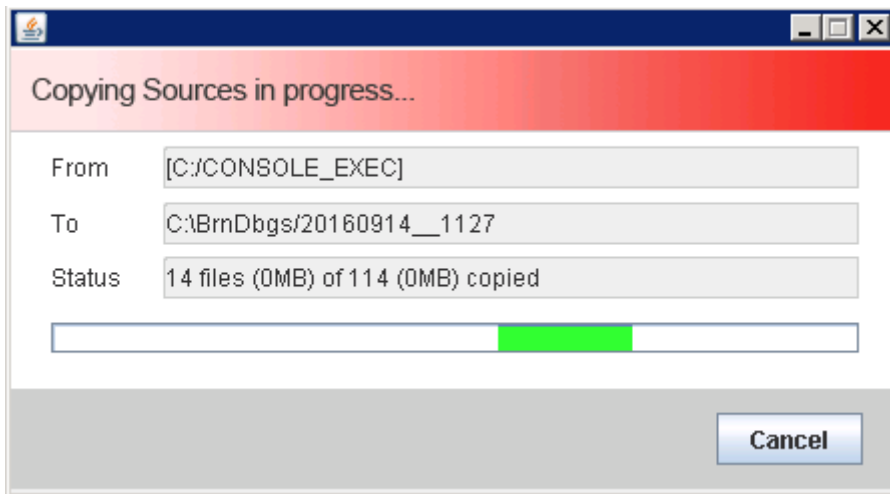 Copying Sources in progress...
From [C:/CONSOLE_EXEC]
To C:\BrnDbgs/20160914__1127
Status 14 files (0MB) of 114 (0MB) copied
Cancel